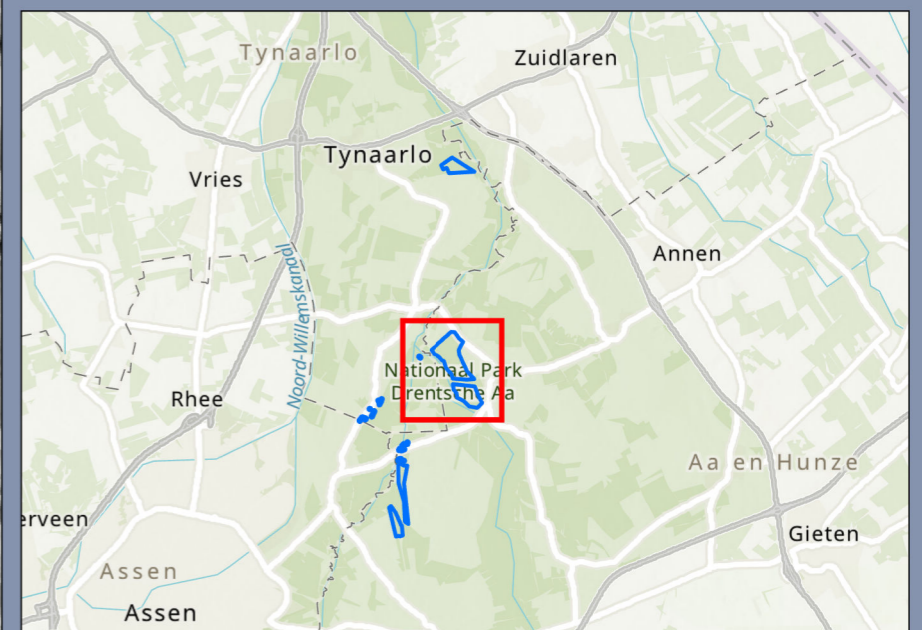 Tynaarlo
Zuidlaren
Tynaarlo
Vries
Annen
Noord-Willemskanaal
Nationaal Park
Drentsche Aa
Rhee
Aa en Hunze
erveen
Gieten
Assen
Assen